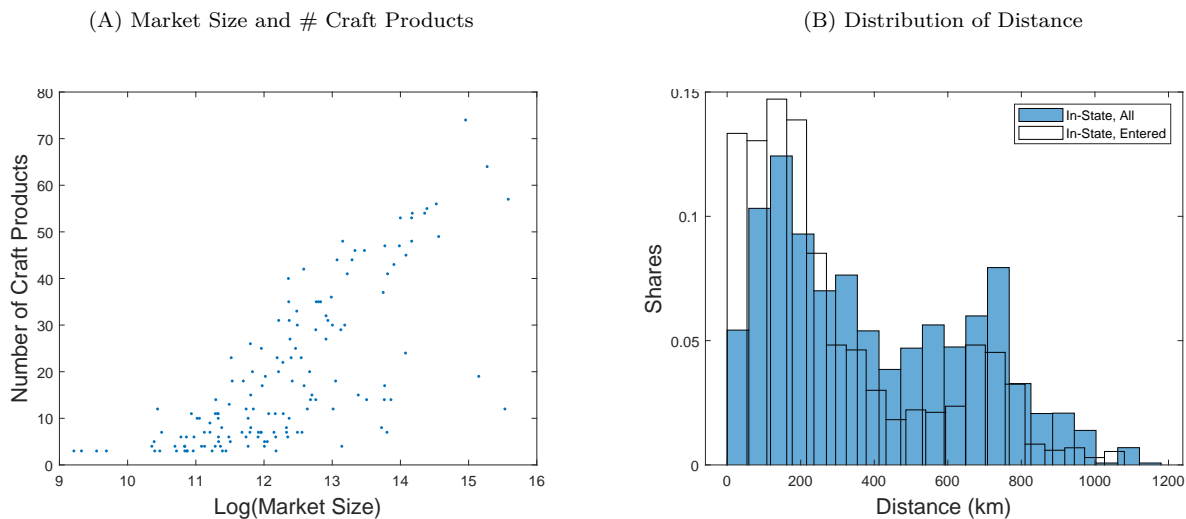 (A) Market Size and # Craft Products
80
70
60
50
40
30
20
10
0
9 10 11 12 13 14 15 16
Number of Craft Products
Log(Market Size)
(B) Distribution of Distance
0.15
0.1
0.05
0
0 200 400 600 800 1000 1200
Shares
Distance (km)
In-State, All
In-State, Entered